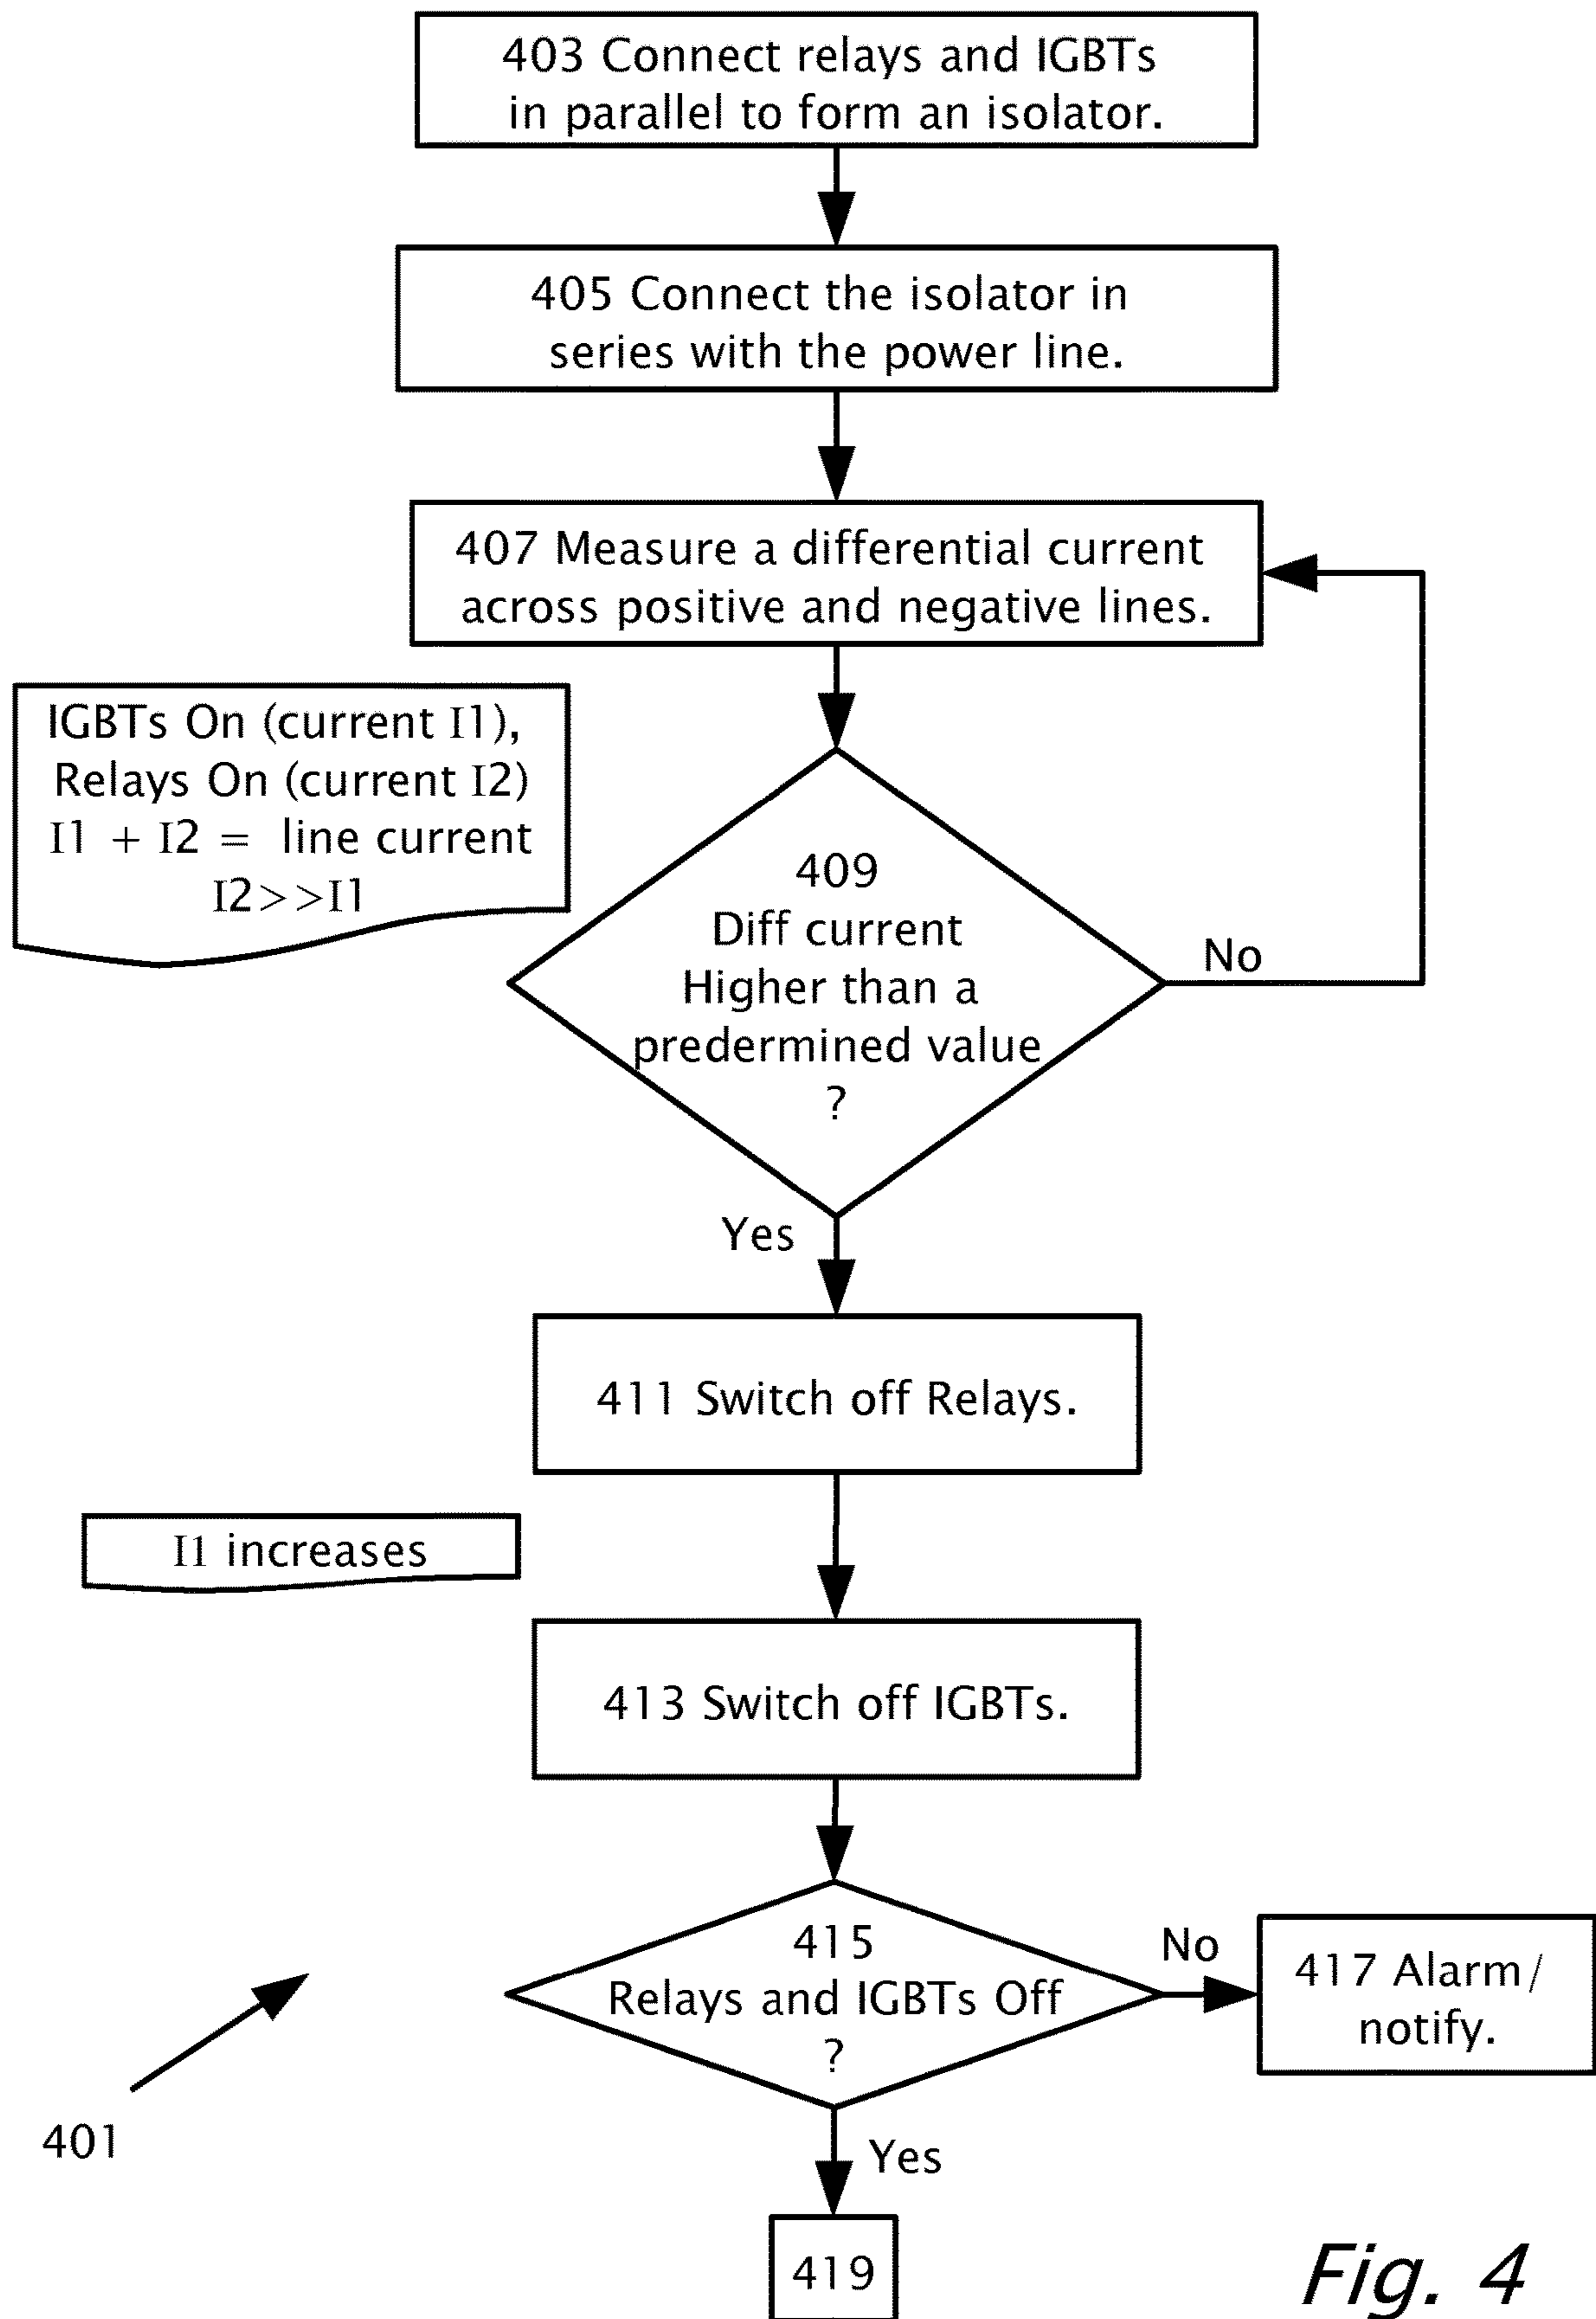 403 Connect relays and IGBTs
in parallel to form an isolator.
405 Connect the isolator in
series with the power line.
407 Measure a differential current
across positive and negative lines.
IGBTs On (current I1),
Relays On (current I2)
I1 + I2 = line current
I2>>I1
409
Diff current
Higher than a
predermined value
?
No
Yes
411 Switch off Relays.
I1 increases
413 Switch off IGBTs.
415
Relays and IGBTs Off
?
No
417 Alarm/
notify.
401
Yes
419
Fig. 4